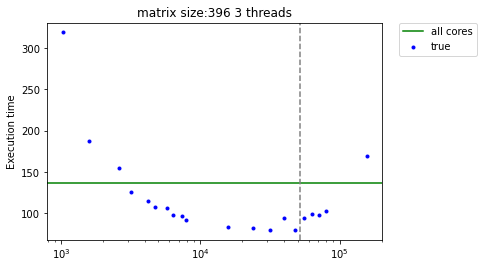 matrix size:396 3 threads
all cores
true
Execution time
300
250
200
150
100
10³
10⁴
10⁵